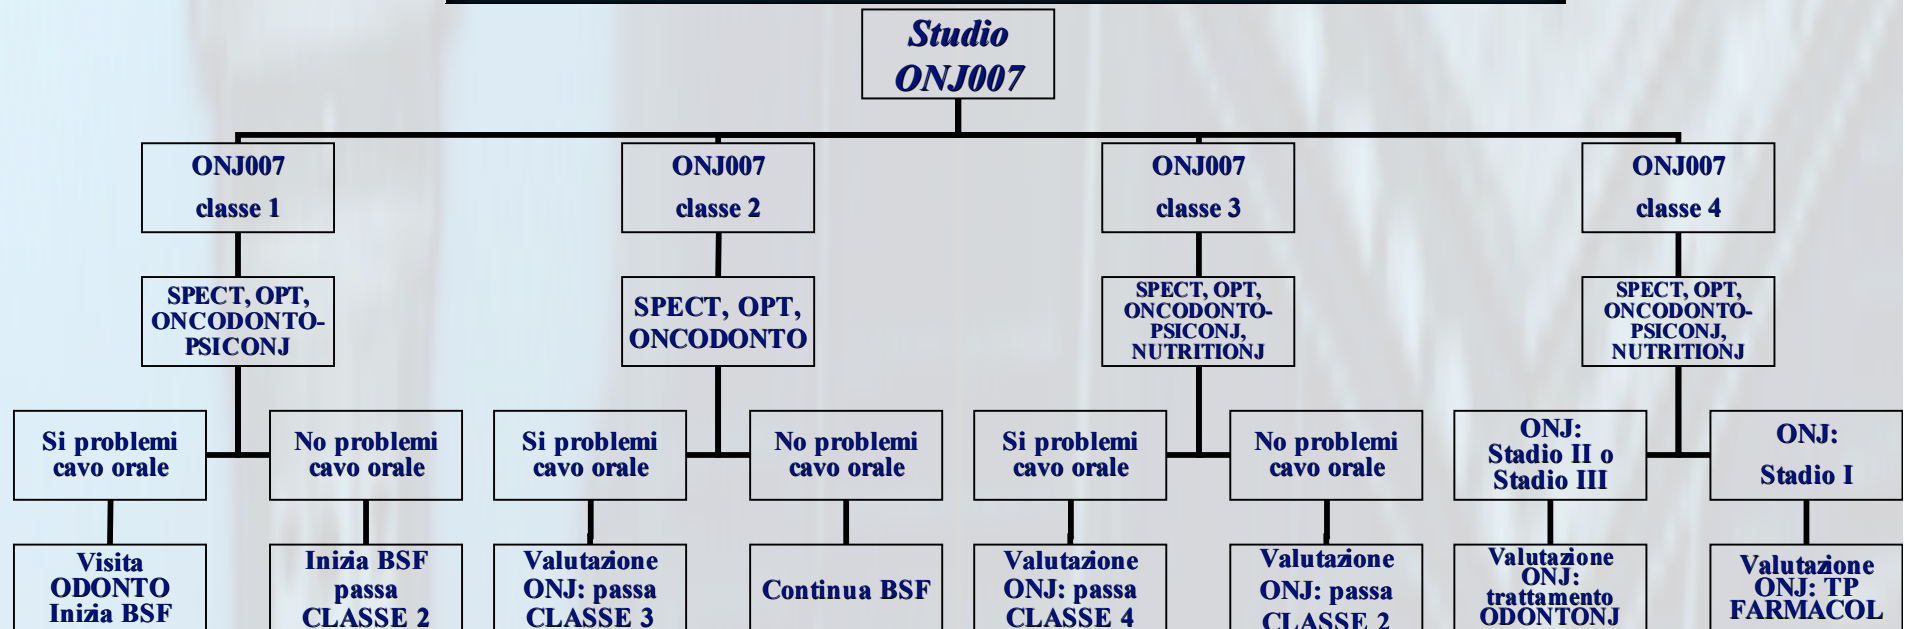 Studio
ONJ007
ONJ007
classe 1
ONJ007
classe 2
ONJ007
classe 3
ONJ007
classe 4
SPECT, OPT,
ONCODONTO-
PSICONJ
SPECT, OPT,
ONCODONTO
SPECT, OPT,
ONCODONTO-
PSICONJ,
NUTRITIONJ
SPECT, OPT,
ONCODONTO-
PSICONJ,
NUTRITIONJ
Si problemi
cavo orale
No problemi
cavo orale
Si problemi
cavo orale
No problemi
cavo orale
Si problemi
cavo orale
No problemi
cavo orale
ONJ:
Stadio II o
Stadio III
ONJ:
Stadio I
Visita
ODONTO
Inizia BSF
Inizia BSF
passa
CLASSE 2
Valutazione
ONJ: passa
CLASSE 3
Continua BSF
Valutazione
ONJ: passa
CLASSE 4
Valutazione
ONJ: passa
CLASSE 2
Valutazione
ONJ:
trattamento
ODONTONJ
Valutazione
ONJ: TP
FARMACOL